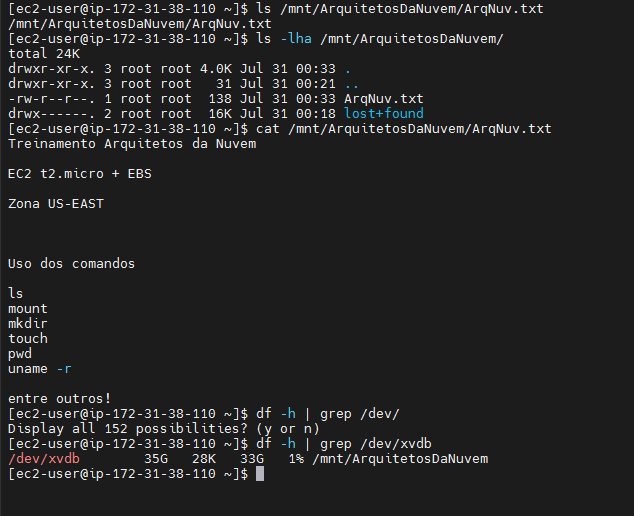 [ec2-user@ip-172-31-38-110 ~]$ ls /mnt/ArquitetosDaNuvem/ArqNuv.txt
/mnt/ArquitetosDaNuvem/ArqNuv.txt
[ec2-user@ip-172-31-38-110 ~]$ ls -lha /mnt/ArquitetosDaNuvem/
total 24K
drwxr-xr-x. 3 root root 4.0K Jul 31 00:33 .
drwxr-xr-x. 3 root root   31 Jul 31 00:21 ..
-rw-r--r--. 1 root root  138 Jul 31 00:33 ArqNuv.txt
drwx------. 2 root root  16K Jul 31 00:18 lost+found
[ec2-user@ip-172-31-38-110 ~]$ cat /mnt/ArquitetosDaNuvem/ArqNuv.txt
Treinamento Arquitetos da Nuvem
EC2 t2.micro + EBS
Zona US-EAST
Uso dos comandos
ls
mount
mkdir
touch
pwd
uname -r
entre outros!
[ec2-user@ip-172-31-38-110 ~]$ df -h | grep /dev/
Display all 152 possibilities? (y or n)
[ec2-user@ip-172-31-38-110 ~]$ df -h | grep /dev/xvdb
/dev/xvdb        35G   28K   33G   1% /mnt/ArquitetosDaNuvem
[ec2-user@ip-172-31-38-110 ~]$